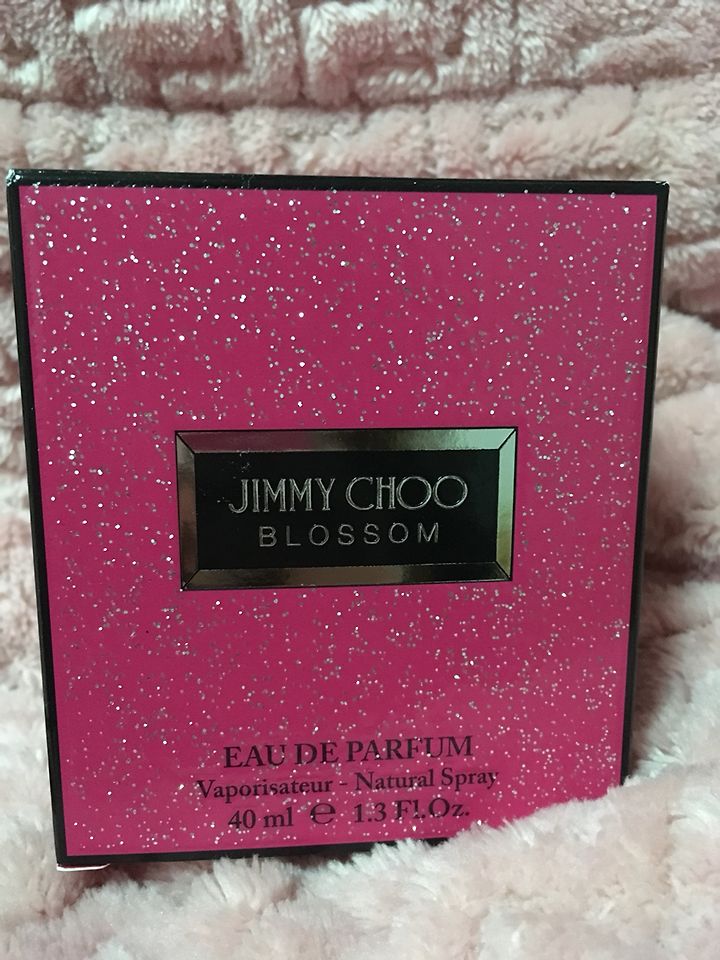 JIMMY CHOO
BLOSSOM
EAU DE PARFUM
Vaporisateur - Natural Spray
40 ml ℮ 1.3 Fl.Oz.